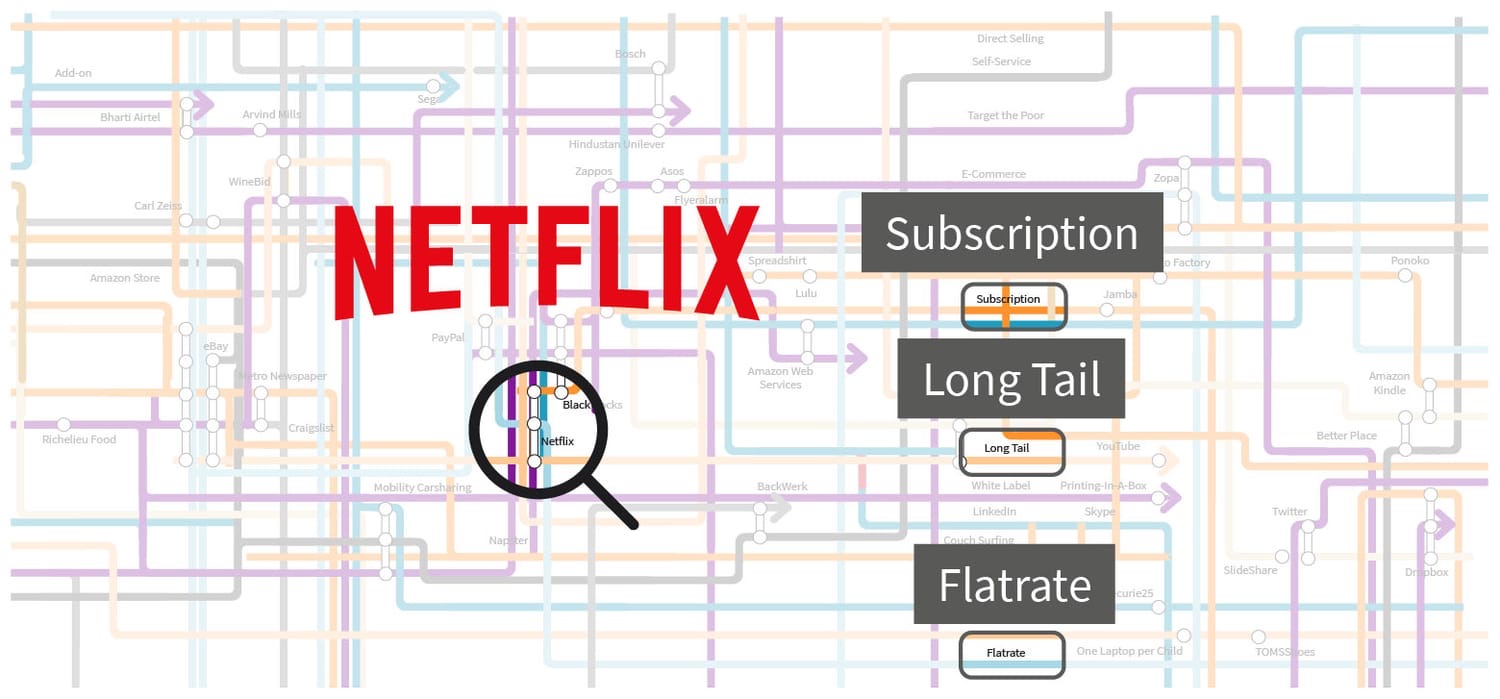 Direct Selling
Bosch
Self-Service
Add-on
Sega
Bharti Airtel
Arvind Mills
Target the Poor
Hindustan Unilever
Zappos
Asos
E-Commerce
Zopa
WineBid
Flyeralarm
Carl Zeiss
NETFLIX
Subscription
Spreadshirt
o Factory
Ponoko
Amazon Store
Lulu
Subscription
Jamba
PayPal
eBay
Amazon Web
Services
Long Tail
Metro Newspaper
Amazon
Kindle
Blacksocks
Craigslist
Richelieu Food
Netflix
Long Tail
YouTube
Better Place
Mobility Carsharing
BackWerk
White Label
Printing-In-A-Box
LinkedIn
Skype
Twitter
Napster
Couch Surfing
Flatrate
SlideShare
Dropbox
ecurie25
Flatrate
One Laptop per Child
TOMSShoes